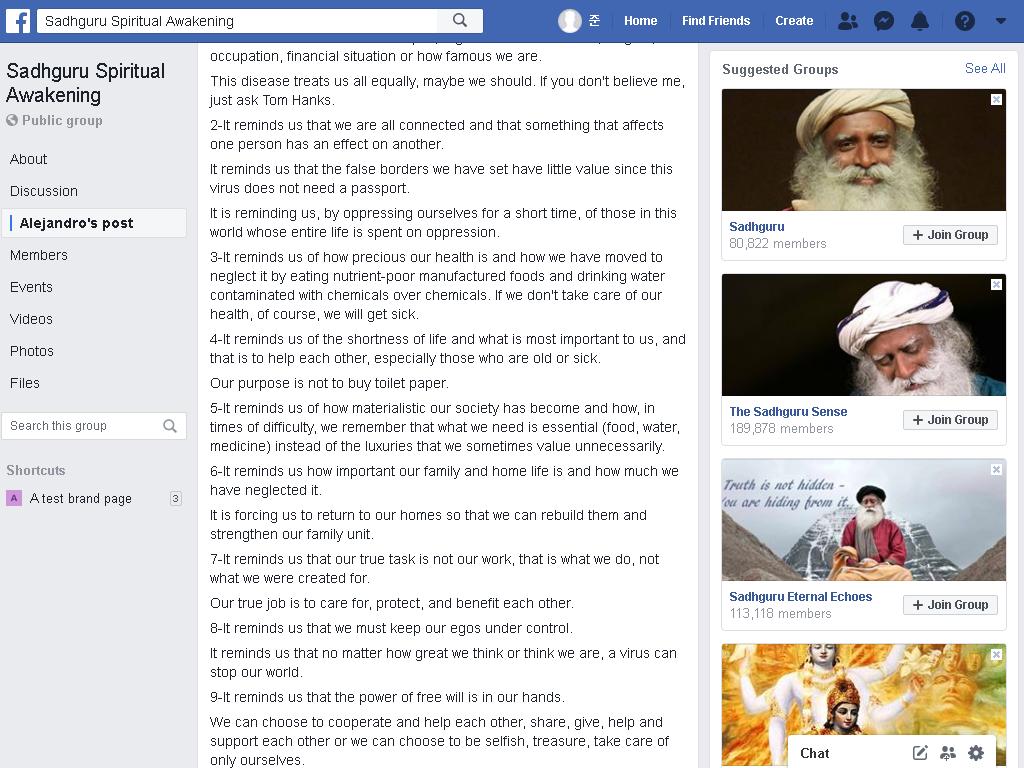 Sadhguru Spiritual Awakening
준
Home
Find Friends
Create
Sadhguru Spiritual
Awakening
Public group
About
Discussion
Alejandro's post
Members
Events
Videos
Photos
Files
Search this group
Shortcuts
A
A test brand page
3
occupation, financial situation or how famous we are.
This disease treats us all equally, maybe we should. If you don't believe me,
just ask Tom Hanks.
2-It reminds us that we are all connected and that something that affects
one person has an effect on another.
It reminds us that the false borders we have set have little value since this
virus does not need a passport.
It is reminding us, by oppressing ourselves for a short time, of those in this
world whose entire life is spent on oppression.
3-It reminds us of how precious our health is and how we have moved to
neglect it by eating nutrient-poor manufactured foods and drinking water
contaminated with chemicals over chemicals. If we don't take care of our
health, of course, we will get sick.
4-It reminds us of the shortness of life and what is most important to us, and
that is to help each other, especially those who are old or sick.
Our purpose is not to buy toilet paper.
5-It reminds us of how materialistic our society has become and how, in
times of difficulty, we remember that what we need is essential (food, water,
medicine) instead of the luxuries that we sometimes value unnecessarily.
6-It reminds us how important our family and home life is and how much we
have neglected it.
It is forcing us to return to our homes so that we can rebuild them and
strengthen our family unit.
7-It reminds us that our true task is not our work, that is what we do, not
what we were created for.
Our true job is to care for, protect, and benefit each other.
8-It reminds us that we must keep our egos under control.
It reminds us that no matter how great we think or think we are, a virus can
stop our world.
9-It reminds us that the power of free will is in our hands.
We can choose to cooperate and help each other, share, give, help and
support each other or we can choose to be selfish, treasure, take care of
only ourselves.
Suggested Groups
See All
Sadhguru
80,822 members
+ Join Group
The Sadhguru Sense
189,878 members
+ Join Group
Truth is not hidden -
You are hiding from it.
Sadhguru Eternal Echoes
113,118 members
+ Join Group
Chat